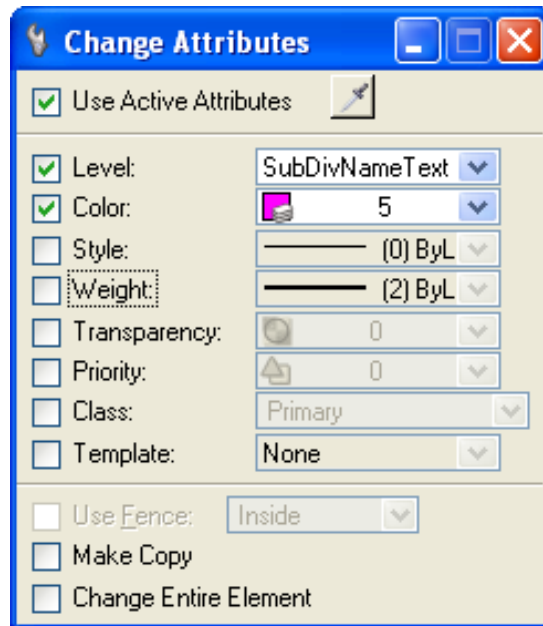 Change Attributes
Use Active Attributes
Level: SubDivNameText
Color: 5
Style: (0) ByL
Weight: (2) ByL
Transparency: 0
Priority: 0
Class: Primary
Template: None
Use Fence: Inside
Make Copy
Change Entire Element